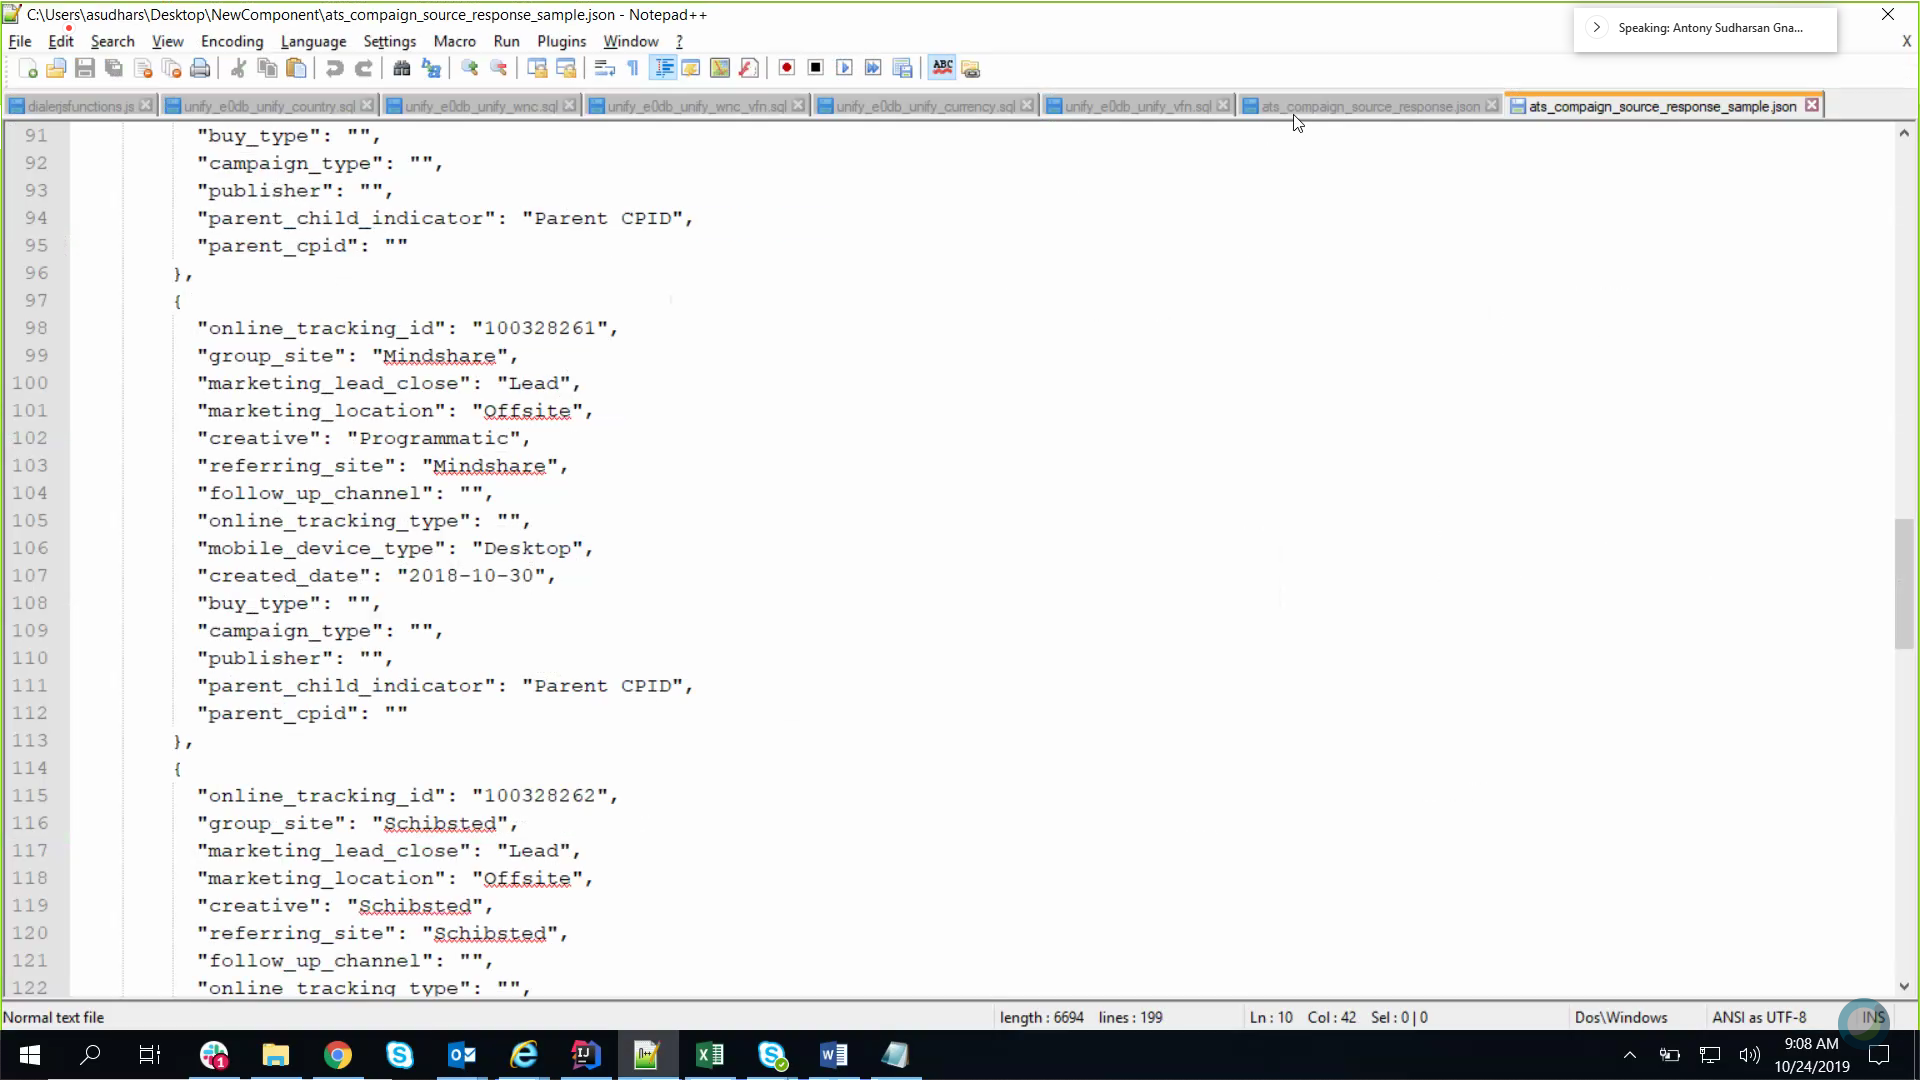 C:\Users\asudhars\Desktop\NewComponent\ats_compaign_source_response_sample.json - Notepad++
Speaking: Antony Sudharsan Gna...
File Edit Search View Encoding Language Settings Macro Run Plugins Window ? X
ABC
dialerjsfunctions.js unify_e0db_unify_country.sql unify_e0db_unify_wnc.sql unify_e0db_unify_wnc_vfn.sql unify_e0db_unify_currency.sql unify_e0db_unify_vfn.sql ats_compaign_source_response.json ats_compaign_source_response_sample.json
91 "buy_type": "",
92 "campaign_type": "",
93 "publisher": "",
94 "parent_child_indicator": "Parent CPID",
95 "parent_cpid": ""
96 },
97 {
98 "online_tracking_id": "100328261",
99 "group_site": "Mindshare",
100 "marketing_lead_close": "Lead",
101 "marketing_location": "Offsite",
102 "creative": "Programmatic",
103 "referring_site": "Mindshare",
104 "follow_up_channel": "",
105 "online_tracking_type": "",
106 "mobile_device_type": "Desktop",
107 "created_date": "2018-10-30",
108 "buy_type": "",
109 "campaign_type": "",
110 "publisher": "",
111 "parent_child_indicator": "Parent CPID",
112 "parent_cpid": ""
113 },
114 {
115 "online_tracking_id": "100328262",
116 "group_site": "Schibsted",
117 "marketing_lead_close": "Lead",
118 "marketing_location": "Offsite",
119 "creative": "Schibsted",
120 "referring_site": "Schibsted",
121 "follow_up_channel": "",
122 "online_tracking_type": "",
Normal text file length : 6694 lines : 199 Ln : 10 Col : 42 Sel : 0 | 0 Dos\Windows ANSI as UTF-8 INS
9:08 AM
10/24/2019